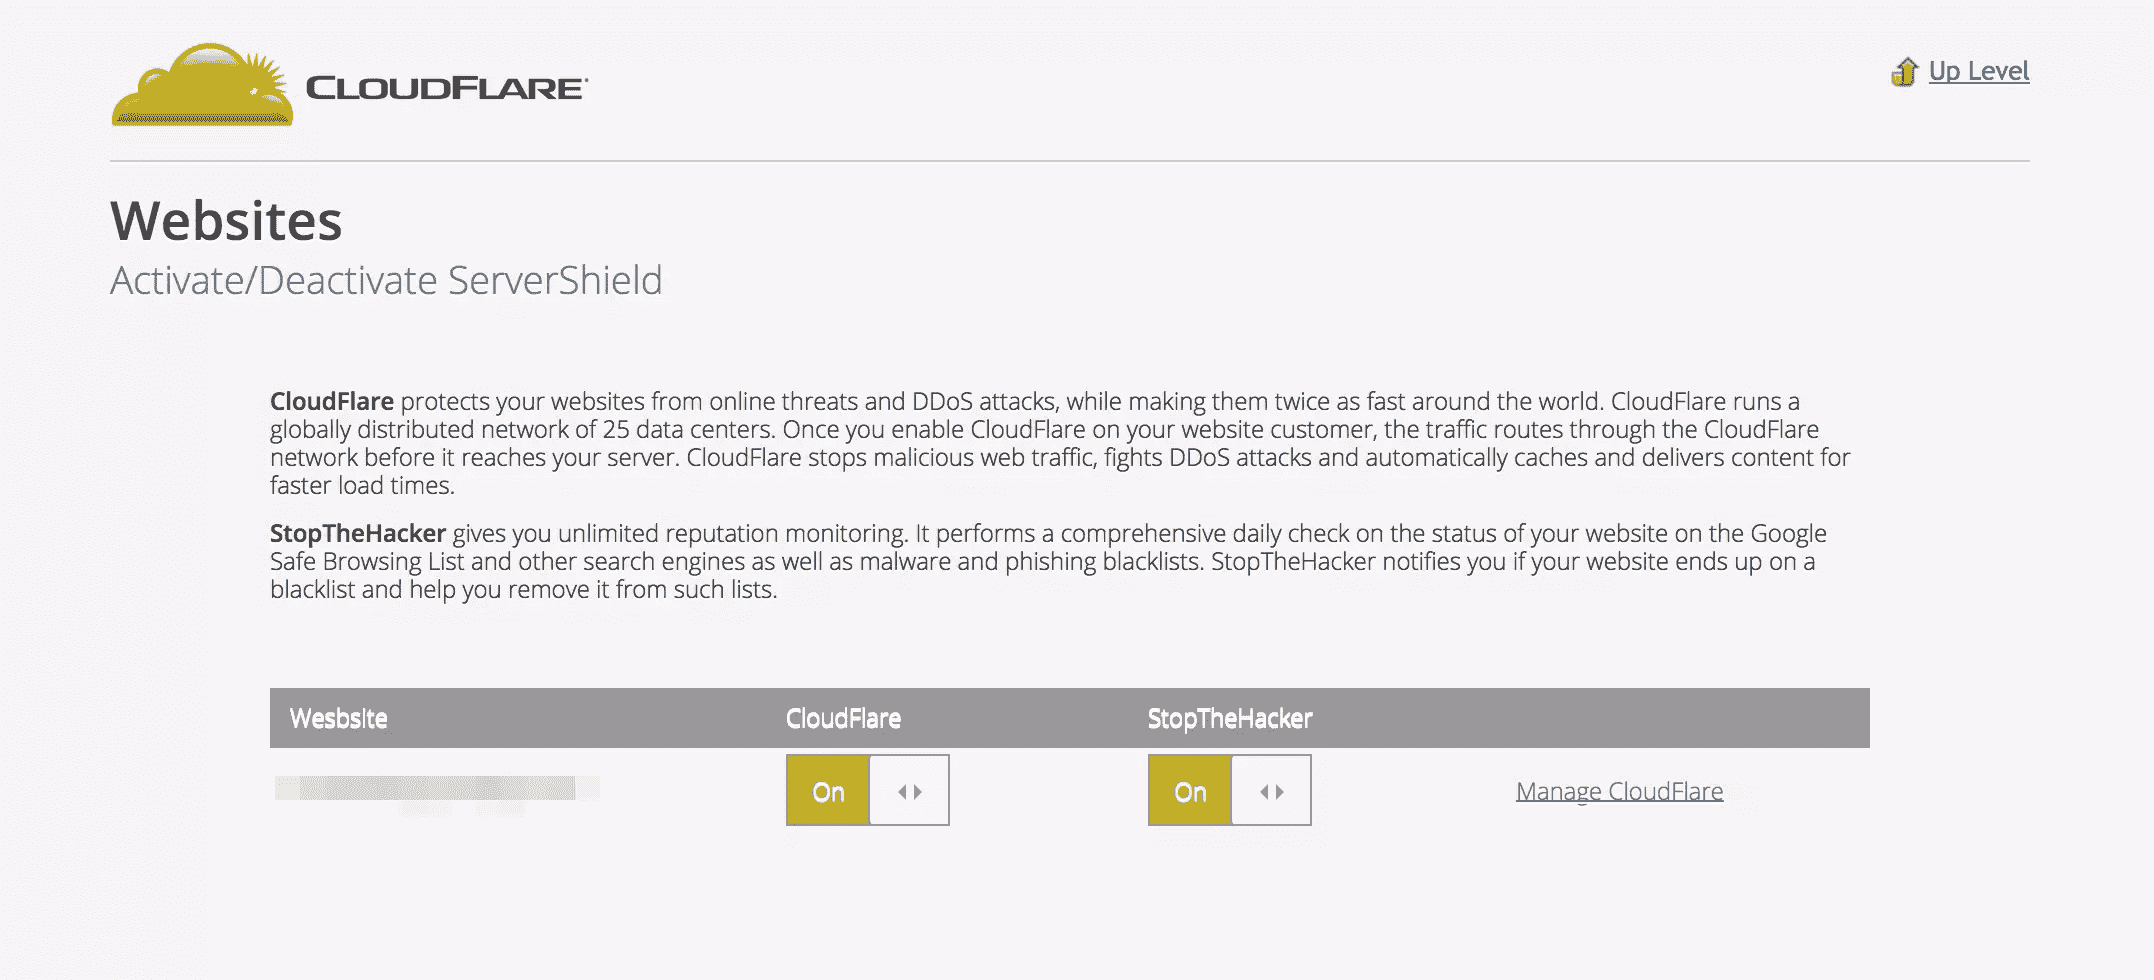 CLOUDFLARE
Up Level
Websites
Activate/Deactivate ServerShield
CloudFlare protects your websites from online threats and DDoS attacks, while making them twice as fast around the world. CloudFlare runs a
globally distributed network of 25 data centers. Once you enable CloudFlare on your website customer, the traffic routes through the CloudFlare
network before it reaches your server. CloudFlare stops malicious web traffic, fights DDoS attacks and automatically caches and delivers content for
faster load times.
StopTheHacker gives you unlimited reputation monitoring. It performs a comprehensive daily check on the status of your website on the Google
Safe Browsing List and other search engines as well as malware and phishing blacklists. StopTheHacker notifies you if your website ends up on a
blacklist and help you remove it from such lists.
Wesbsite CloudFlare StopTheHacker
On On Manage CloudFlare